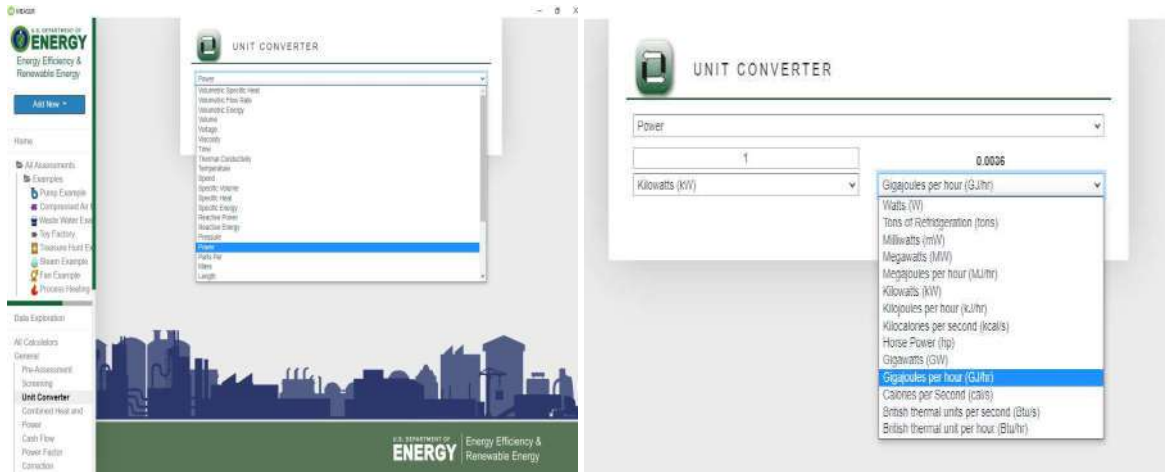 MEASUR
U.S. DEPARTMENT OF
ENERGY
Energy Efficiency &
Renewable Energy
Add New
Home
All Assessments
Examples
Pump Example
Compressed Air
Waste Water
Toy Factory
Treasure Hunt
Steam Example
Fan Example
Process Heating
Data Exploration
All Calculators
General
Pre-Assessment
Screening
Unit Converter
Combined Heat and
Power
Cash Flow
Power Factor
Correction
UNIT CONVERTER
Power
Volumetric Specific Heat
Volumetric Flow Rate
Volumetric Energy
Volume
Voltage
Viscosity
Time
Thermal Conductivity
Temperature
Speed
Specific Volume
Specific Heat
Specific Energy
Reactive Power
Reactive Energy
Pressure
Power
Parts Per
Mass
Length
U.S. DEPARTMENT OF
ENERGY
Energy Efficiency &
Renewable Energy
UNIT CONVERTER
Power
1
0.0036
Kilowatts (kW)
Gigajoules per hour (GJ/hr)
Watts (W)
Tons of Refridgeration (tons)
Milliwatts (mW)
Megawatts (MW)
Megajoules per hour (MJ/hr)
Kilowatts (kW)
Kilojoules per hour (kJ/hr)
Kilocalories per second (kcal/s)
Horse Power (hp)
Gigawatts (GW)
Gigajoules per hour (GJ/hr)
Calories per Second (cal/s)
British thermal units per second (Btu/s)
British thermal unit per hour (Btu/hr)